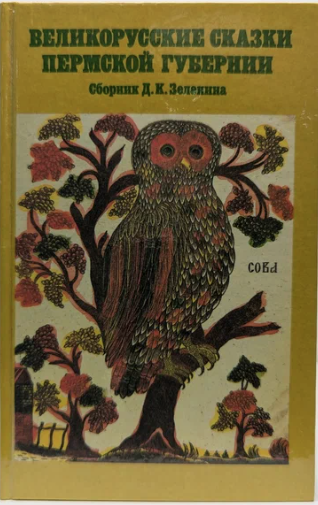 ВЕЛИКОРУССКИЕ СКАЗКИ
ПЕРМСКОЙ ГУБЕРНИИ
Сборник Д. К. Зеленина
СОВА